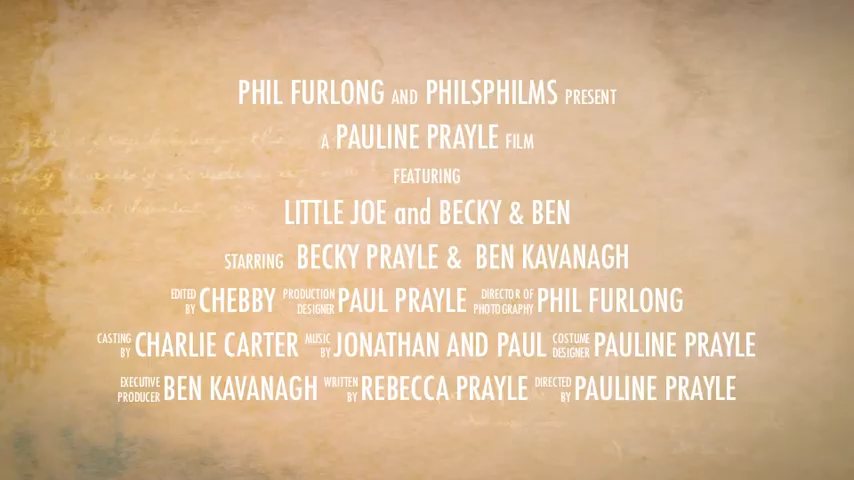 PHIL FURLONG AND PHILSPHILMS PRESENT
A PAULINE PRAYLE FILM
FEATURING
LITTLE JOE and BECKY & BEN
STARRING BECKY PRAYLE & BEN KAVANAGH
EDITED BY CHEBBY PRODUCTION DESIGNER PAUL PRAYLE DIRECTOR OF PHOTOGRAPHY PHIL FURLONG
CASTING BY CHARLIE CARTER MUSIC BY JONATHAN AND PAUL COSTUME DESIGNER PAULINE PRAYLE
EXECUTIVE PRODUCER BEN KAVANAGH WRITTEN BY REBECCA PRAYLE DIRECTED BY PAULINE PRAYLE